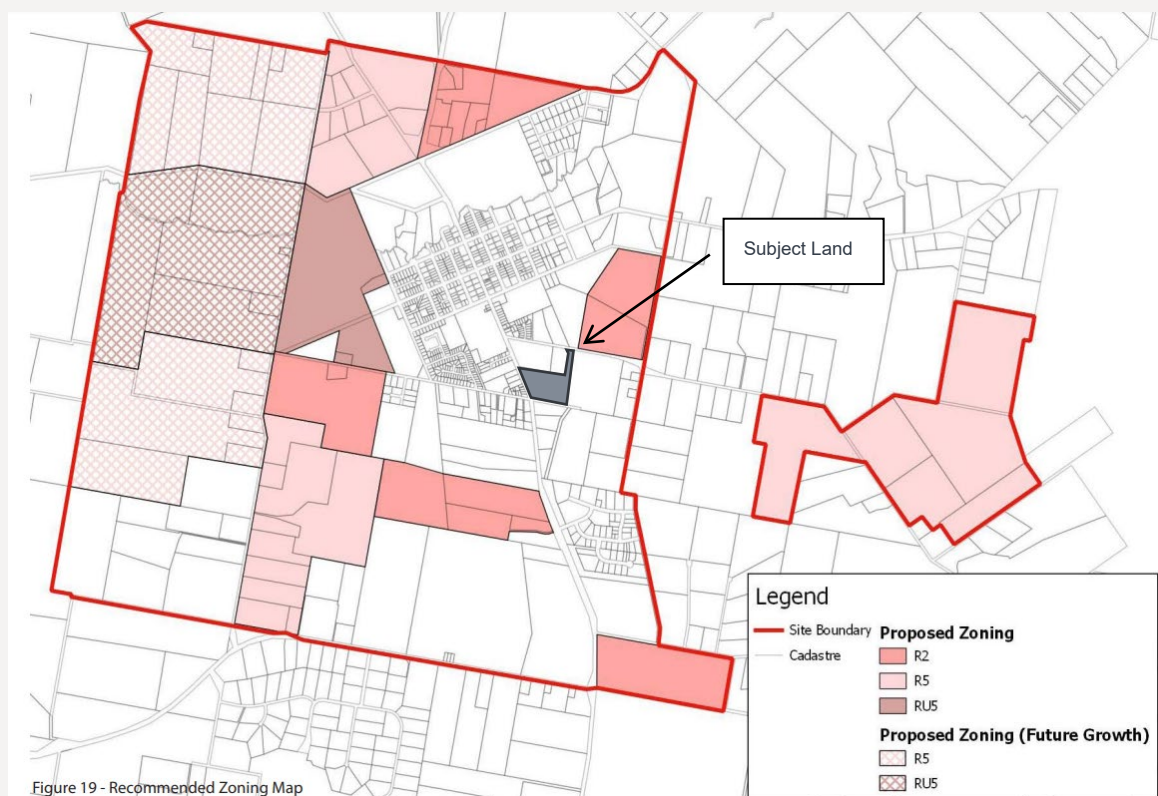 Subject Land
Legend
Site Boundary
Cadastre
Proposed Zoning
R2
R5
RU5
Proposed Zoning (Future Growth)
R5
RU5
Figure 19 - Recommended Zoning Map